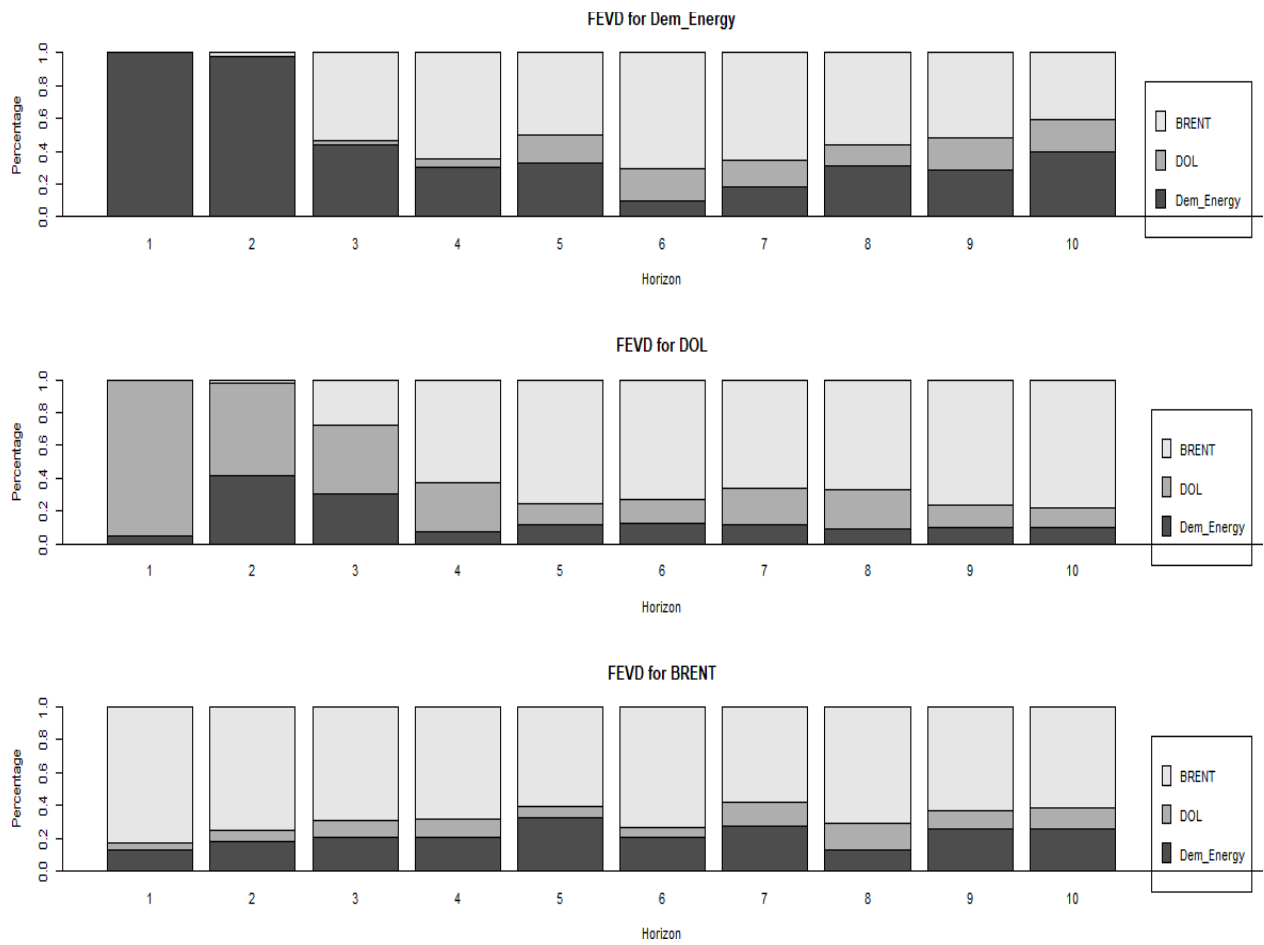 FEVD for Dem_Energy
Percentage
1.0
0.8
0.6
0.4
0.2
0.0
1 2 3 4 5 6 7 8 9 10
Horizon
BRENT
DOL
Dem_Energy
FEVD for DOL
Percentage
1.0
0.8
0.6
0.4
0.2
0.0
1 2 3 4 5 6 7 8 9 10
Horizon
BRENT
DOL
Dem_Energy
FEVD for BRENT
Percentage
1.0
0.8
0.6
0.4
0.2
0.0
1 2 3 4 5 6 7 8 9 10
Horizon
BRENT
DOL
Dem_Energy